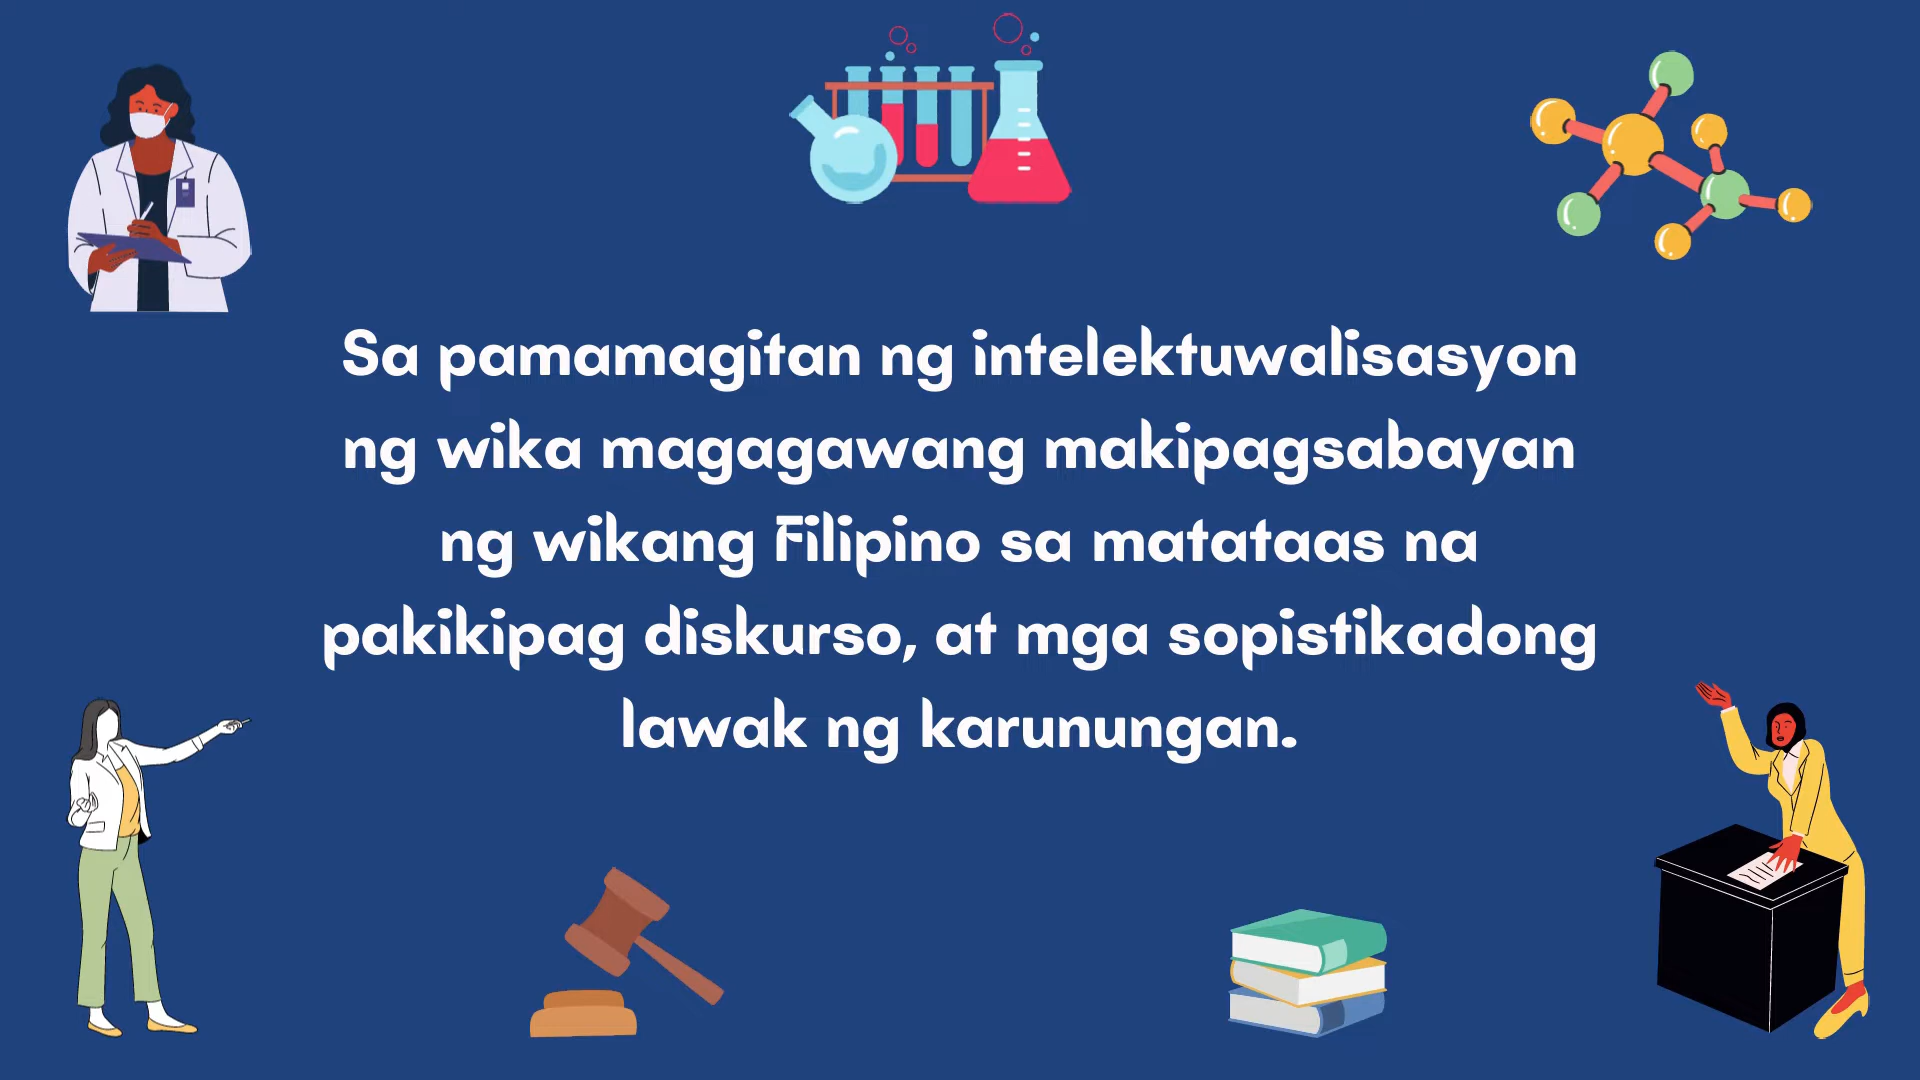 Sa pamamagitan ng intelektuwalisasyon
ng wika magagawang makipagsabayan
ng wikang Filipino sa matataas na
pakikipag diskurso, at mga sopistikadong
lawak ng karunungan.